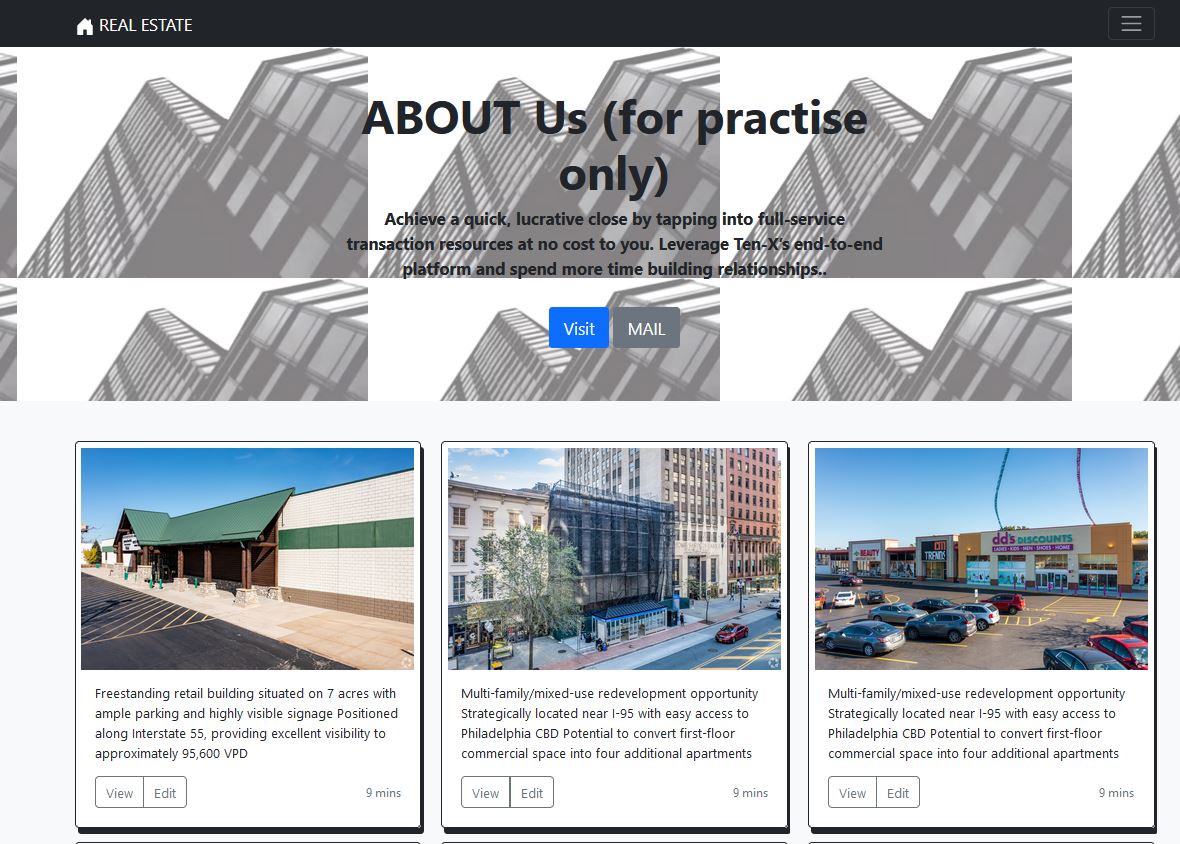 REAL ESTATE
ABOUT Us (for practise
only)
Achieve a quick, lucrative close by tapping into full-service
transaction resources at no cost to you. Leverage Ten-X's end-to-end
platform and spend more time building relationships..
Visit MAIL
BEAUTY
CITI
TRENDS
dd's DISCOUNTS
LADIES · KIDS · MEN · SHOES · HOME
Freestanding retail building situated on 7 acres with
ample parking and highly visible signage Positioned
along Interstate 55, providing excellent visibility to
approximately 95,600 VPD
View Edit 9 mins
Multi-family/mixed-use redevelopment opportunity
Strategically located near I-95 with easy access to
Philadelphia CBD Potential to convert first-floor
commercial space into four additional apartments
View Edit 9 mins
Multi-family/mixed-use redevelopment opportunity
Strategically located near I-95 with easy access to
Philadelphia CBD Potential to convert first-floor
commercial space into four additional apartments
View Edit 9 mins